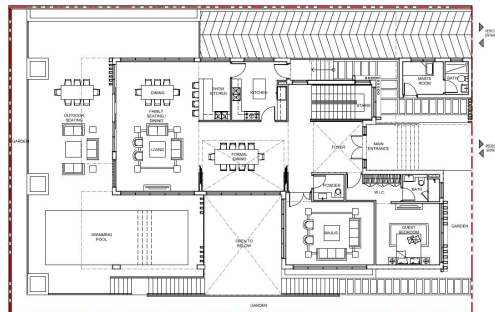 MAID'S
ROOM
BATH
DINING
SHOW
KITCHEN
KITCHEN
FAMILY
SEATING /
DINING
OUTDOOR
SEATING
STAIRS
GARDEN
LIVING
FORMAL
DINING
FOYER
MAIN
ENTRANCE
POWDER
W.I.C.
BATH
GARDEN
SWIMMING
POOL
OPEN TO
BELOW
MAJLIS
GUEST
BEDROOM
GARDEN